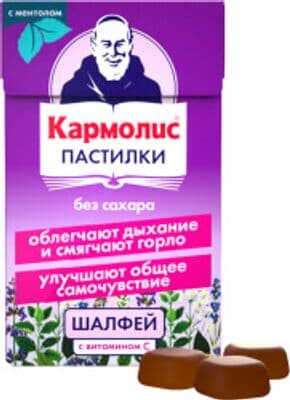 с ментолом
Кармолис®
ПАСТИЛКИ
без сахара
облегчают дыхание
и смягчают горло
улучшают общее
самочувствие
ШАЛФЕЙ
с витамином С